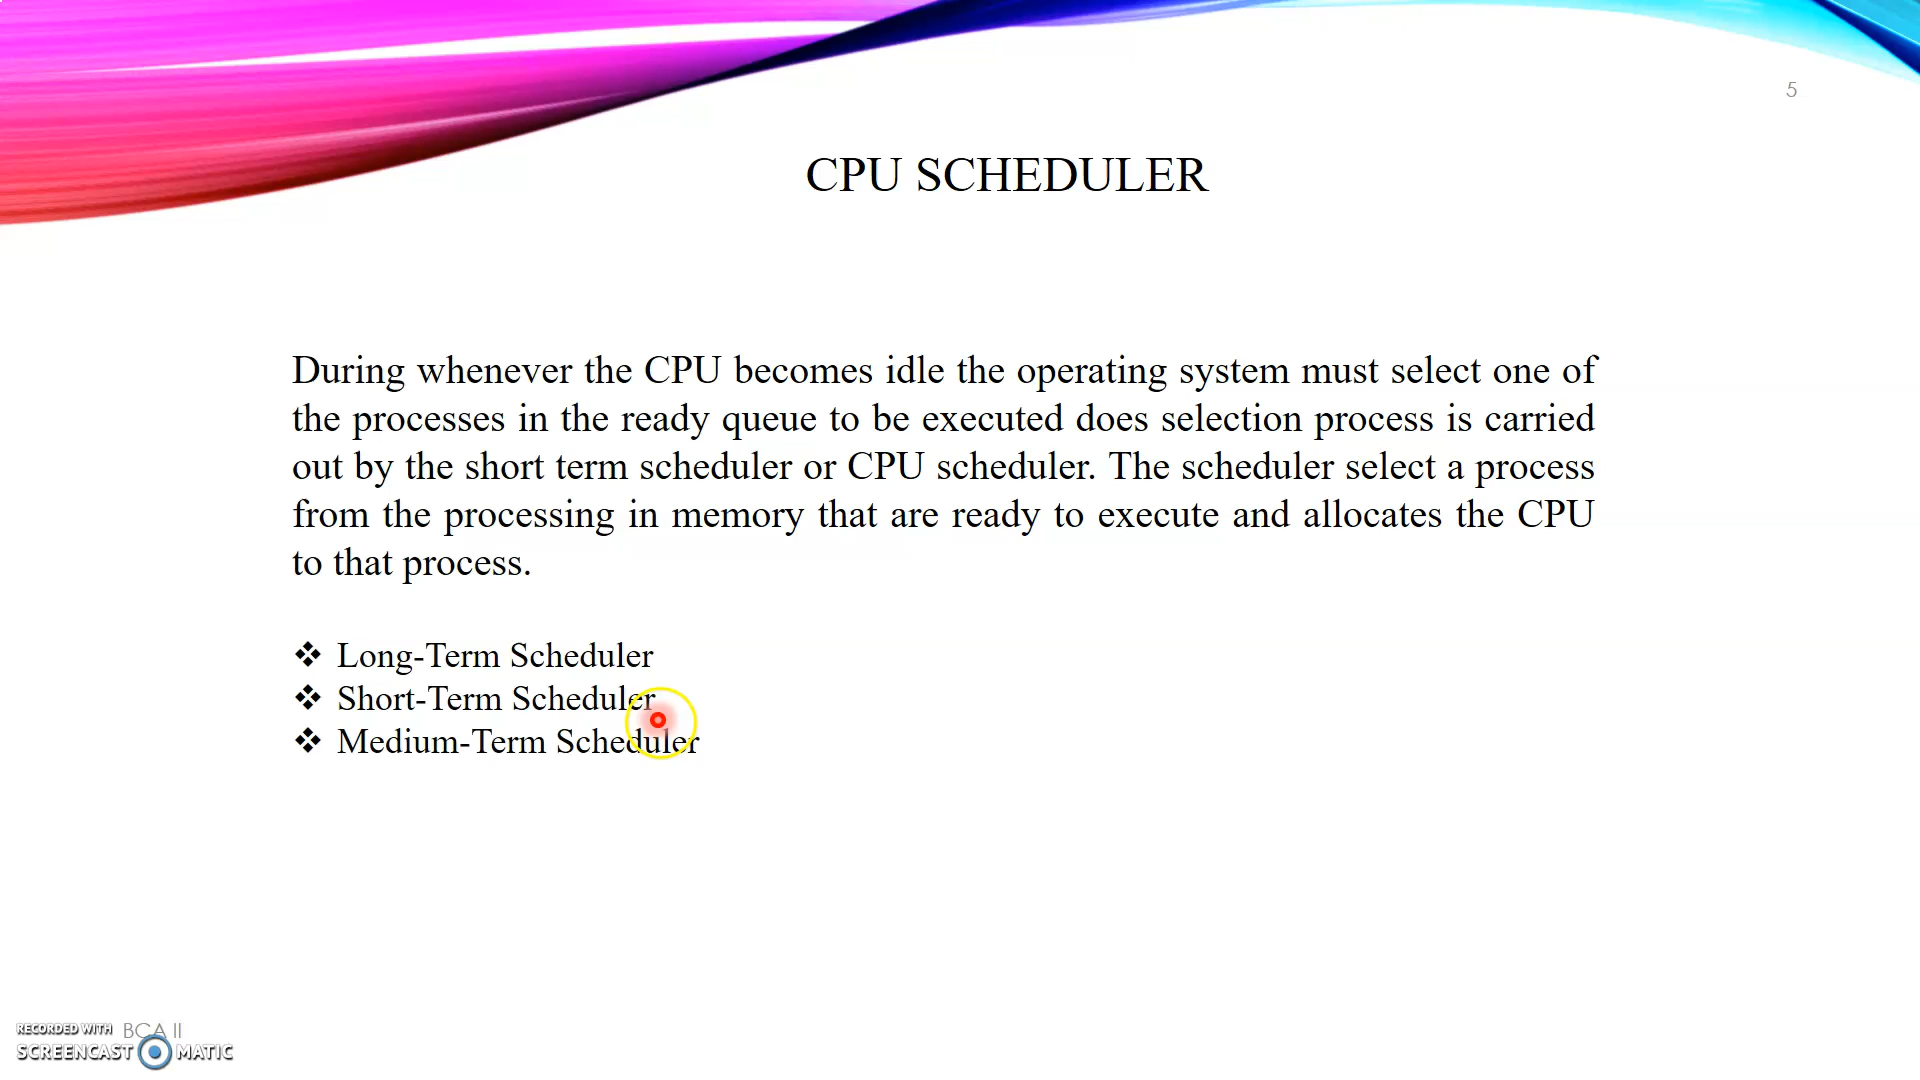 5
CPU SCHEDULER
During whenever the CPU becomes idle the operating system must select one of
the processes in the ready queue to be executed does selection process is carried
out by the short term scheduler or CPU scheduler. The scheduler select a process
from the processing in memory that are ready to execute and allocates the CPU
to that process.
❖ Long-Term Scheduler
❖ Short-Term Scheduler
❖ Medium-Term Scheduler
RECORDED WITH BCA II
SCREENCAST MATIC